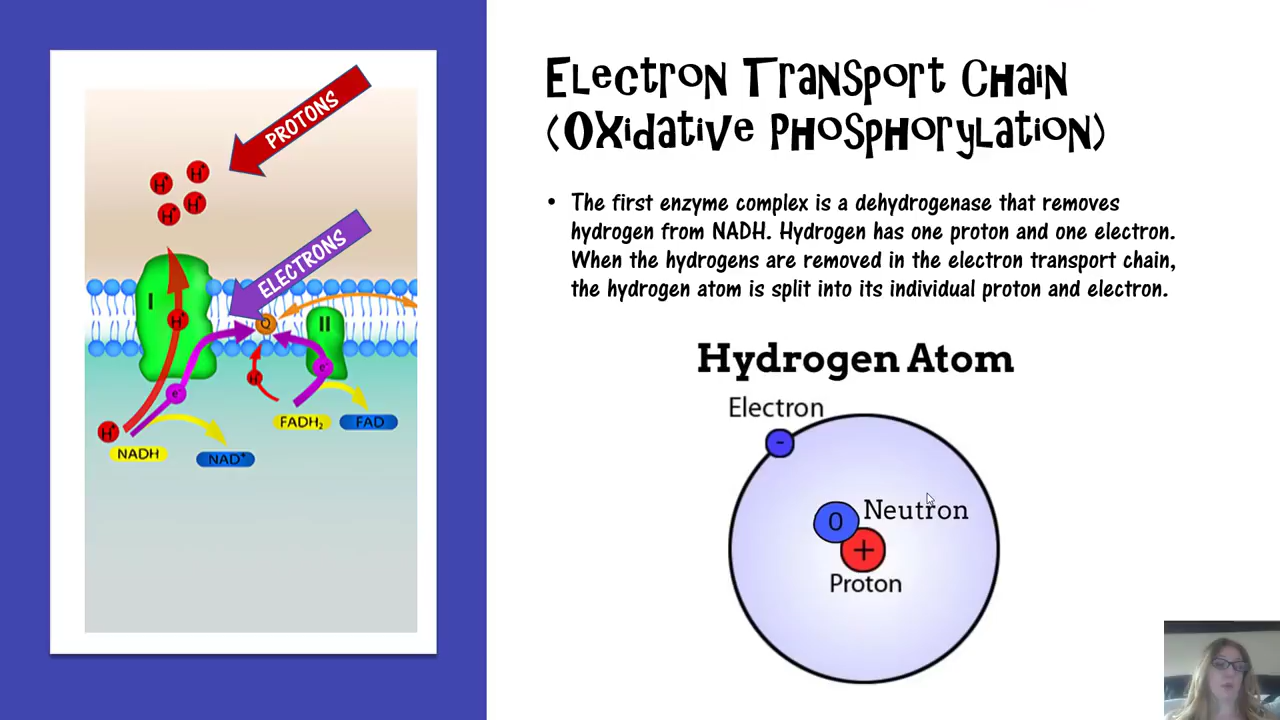 Electron Transport Chain
(Oxidative Phosphorylation)
• The first enzyme complex is a dehydrogenase that removes
hydrogen from NADH. Hydrogen has one proton and one electron.
When the hydrogens are removed in the electron transport chain,
the hydrogen atom is split into its individual proton and electron.
PROTONS
H+
H+
H+
H+
ELECTRONS
I
H+
Q
II
H+
e-
e-
H+
NADH
NAD+
FADH2
FAD
Hydrogen Atom
Electron
-
O
Neutron
+
Proton